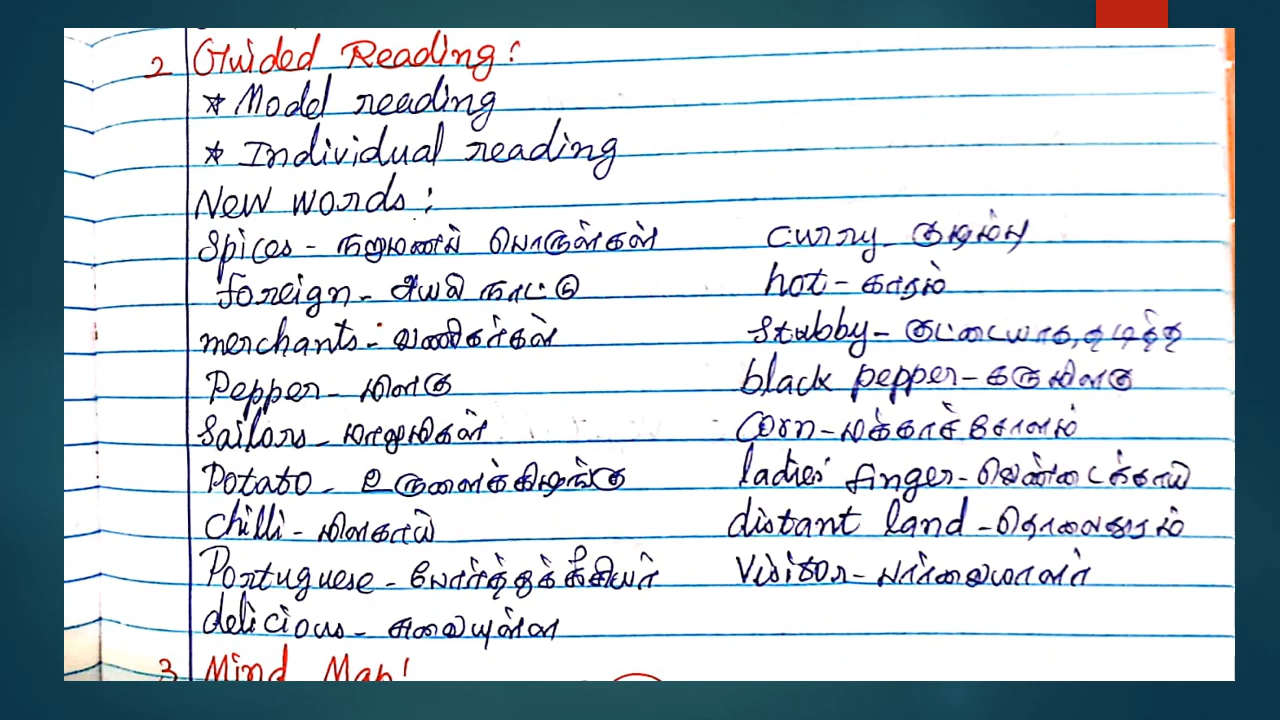 2 Guided Reading:
* Model reading
* Individual reading
New words:
Spices - நறுமணப் பொருள்கள்
foreign - அயல் நாட்டு
merchants - வணிகர்கள்
Pepper - மிளகு
Sailors - மாலுமிகள்
Potato - உருளைக்கிழங்கு
chilli - மிளகாய்
Portuguese - போர்த்துக்கீசியர்
delicious - சுவையுள்ள
curry - குழம்பு
hot - காரம்
Stubby - குட்டையாக, தடித்த
black pepper - கருமிளகு
Corn - மக்காச் சோளம்
ladies' finger - வெண்டைக்காய்
distant land - தொலைதூரம்
Visitor - பார்வையாளர்
3 Mind Map: